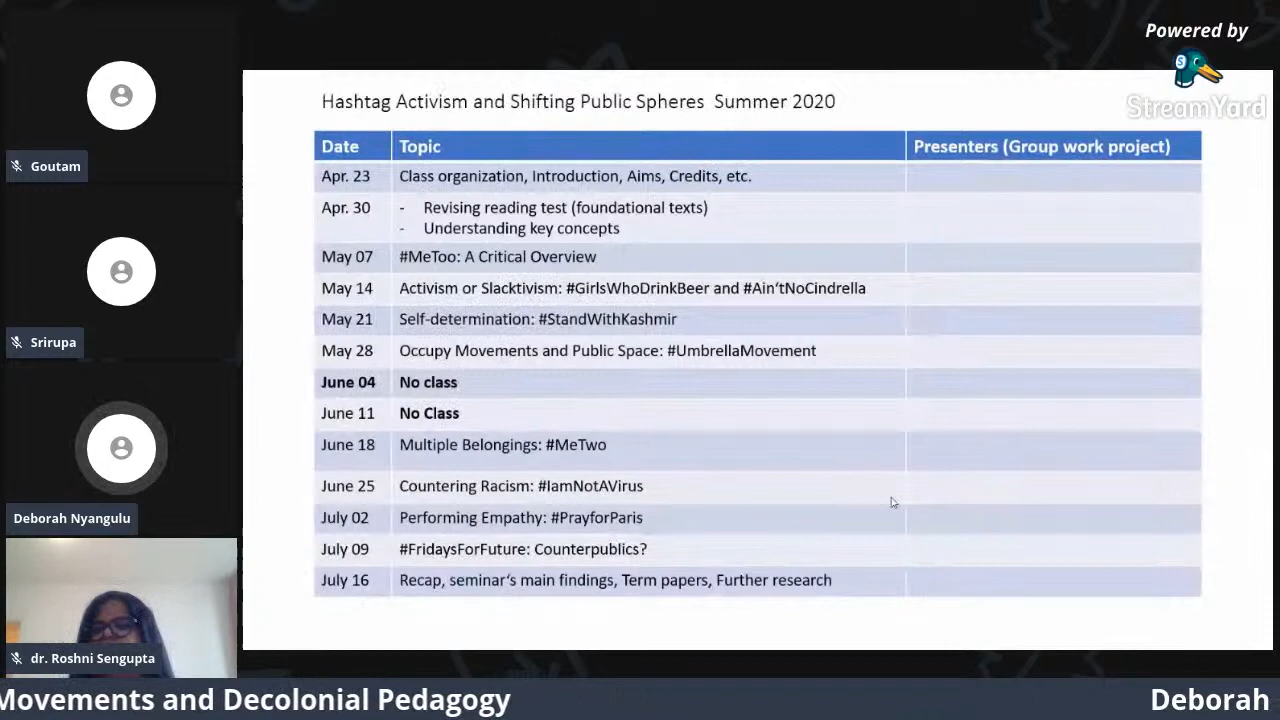 Powered by
StreamYard
Goutam
Srirupa
Deborah Nyangulu
dr. Roshni Sengupta
Hashtag Activism and Shifting Public Spheres Summer 2020
Date Topic Presenters (Group work project)
Apr. 23 Class organization, Introduction, Aims, Credits, etc.
Apr. 30 - Revising reading test (foundational texts)
- Understanding key concepts
May 07 #MeToo: A Critical Overview
May 14 Activism or Slacktivism: #GirlsWhoDrinkBeer and #Ain‘tNoCindrella
May 21 Self-determination: #StandWithKashmir
May 28 Occupy Movements and Public Space: #UmbrellaMovement
June 04 No class
June 11 No Class
June 18 Multiple Belongings: #MeTwo
June 25 Countering Racism: #IamNotAVirus
July 02 Performing Empathy: #PrayforParis
July 09 #FridaysForFuture: Counterpublics?
July 16 Recap, seminar‘s main findings, Term papers, Further research
Movements and Decolonial Pedagogy Deborah